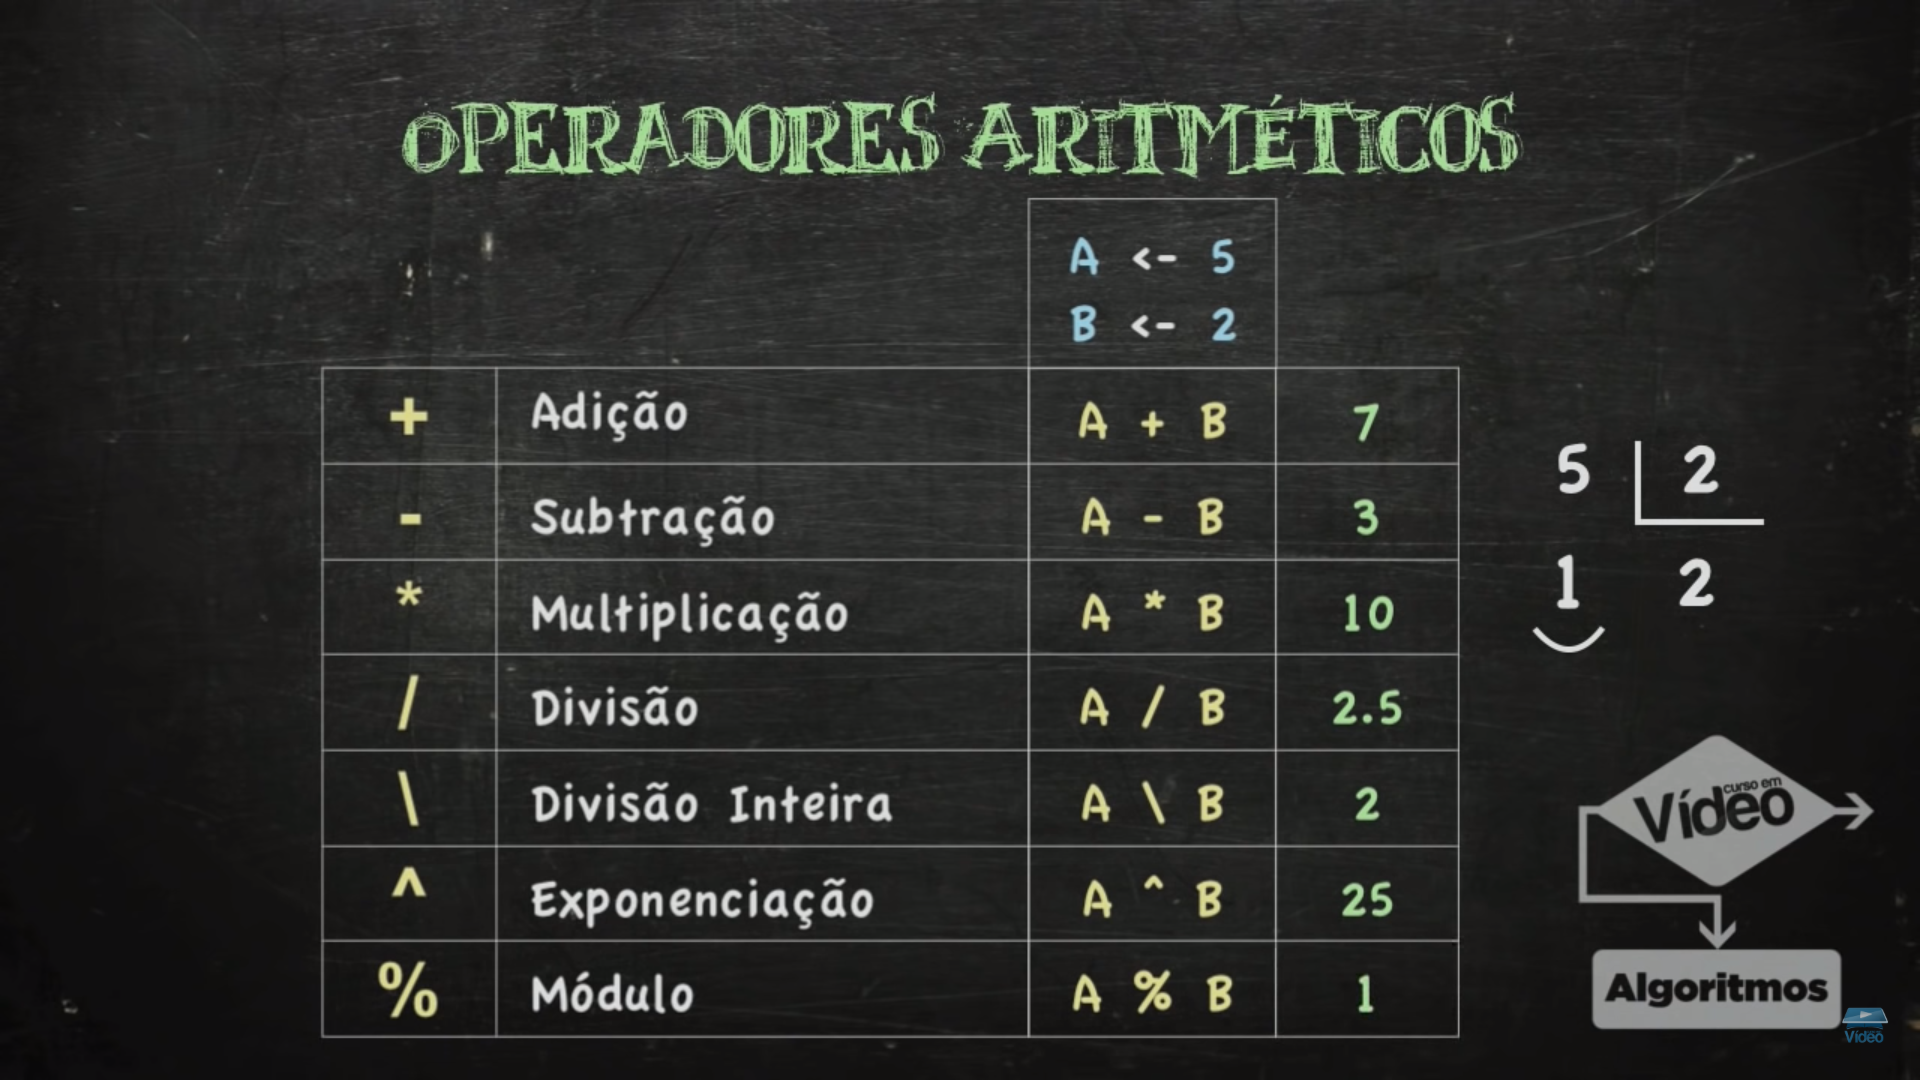 OPERADORES ARITMÉTICOS
A <- 5
B <- 2
+ Adição A + B 7
- Subtração A - B 3
* Multiplicação A * B 10
/ Divisão A / B 2.5
\ Divisão Inteira A \ B 2
^ Exponenciação A ^ B 25
% Módulo A % B 1
5 2
1 2
curso em
Vídeo
Algoritmos
Vídeo